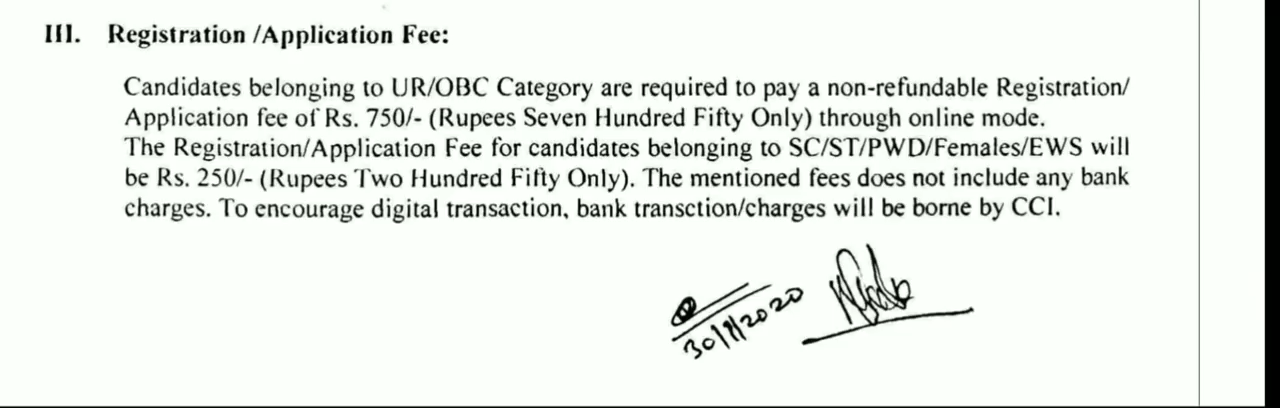 III. Registration /Application Fee:
Candidates belonging to UR/OBC Category are required to pay a non-refundable Registration/
Application fee of Rs. 750/- (Rupees Seven Hundred Fifty Only) through online mode.
The Registration/Application Fee for candidates belonging to SC/ST/PWD/Females/EWS will
be Rs. 250/- (Rupees Two Hundred Fifty Only). The mentioned fees does not include any bank
charges. To encourage digital transaction, bank transction/charges will be borne by CCI.